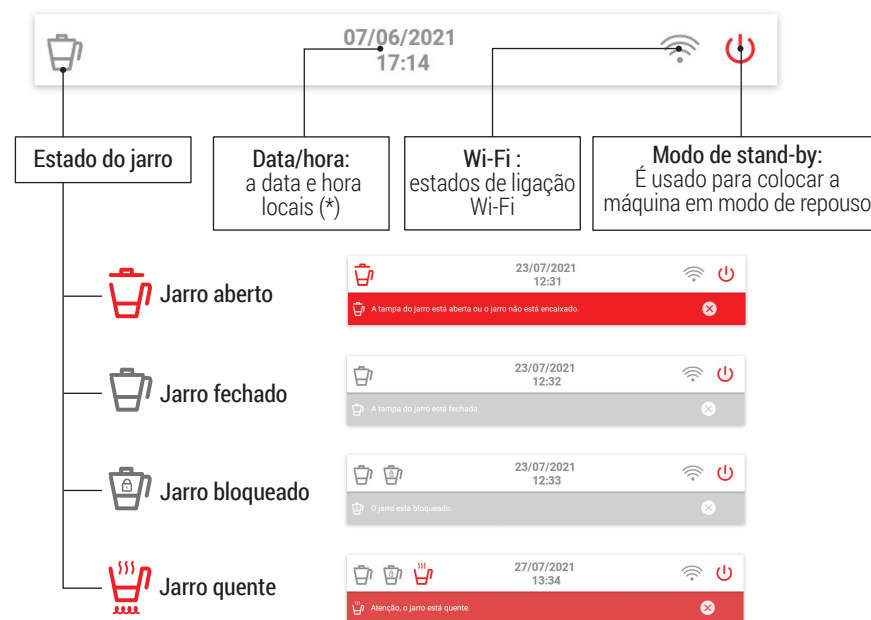 07/06/2021
17:14
Estado do jarro
Data/hora:
a data e hora
locais (*)
Wi-Fi :
estados de ligação
Wi-Fi
Modo de stand-by:
É usado para colocar a
máquina em modo de repouso
Jarro aberto
23/07/2021
12:31
A tampa do jarro está aberta ou o jarro não está encaixado.
Jarro fechado
23/07/2021
12:32
A tampa do jarro está fechada.
Jarro bloqueado
23/07/2021
12:33
O jarro está bloqueado.
Jarro quente
27/07/2021
13:34
Atenção, o jarro está quente.